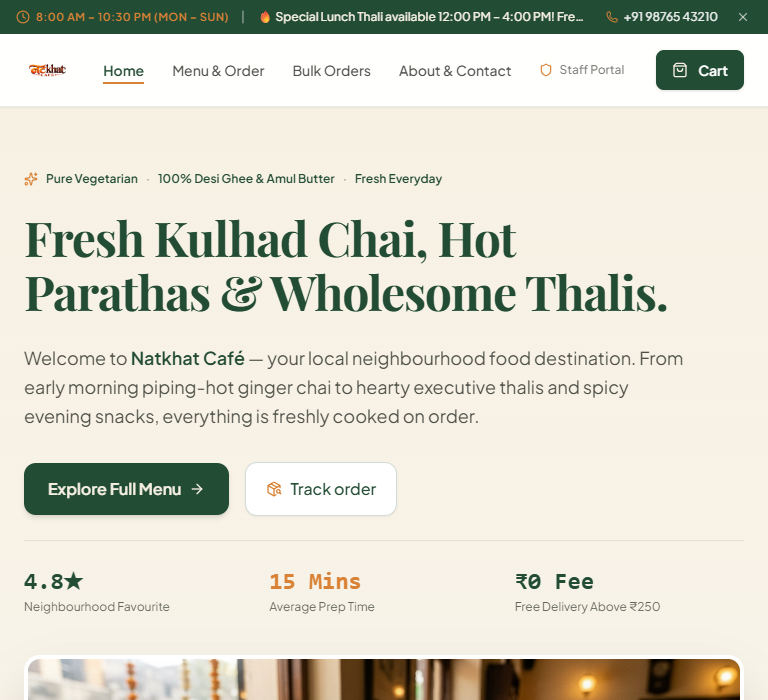 8:00 AM – 10:30 PM (MON – SUN) | 🔥 Special Lunch Thali available 12:00 PM – 4:00 PM! Fre... +91 98765 43210
Home Menu & Order Bulk Orders About & Contact Staff Portal Cart
Pure Vegetarian · 100% Desi Ghee & Amul Butter · Fresh Everyday
Fresh Kulhad Chai, Hot
Parathas & Wholesome Thalis.
Welcome to Natkhat Café — your local neighbourhood food destination. From
early morning piping-hot ginger chai to hearty executive thalis and spicy
evening snacks, everything is freshly cooked on order.
Explore Full Menu → Track order
4.8★ 15 Mins ₹0 Fee
Neighbourhood Favourite Average Prep Time Free Delivery Above ₹250